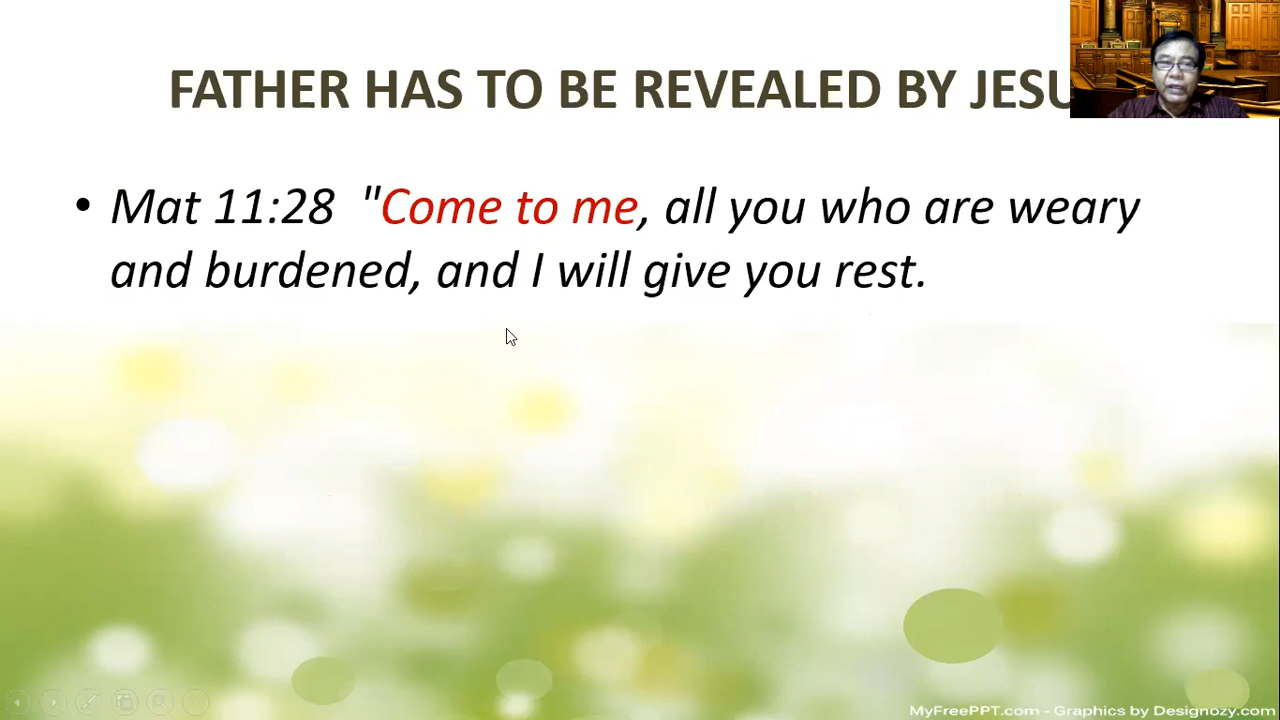 FATHER HAS TO BE REVEALED BY JESU
• Mat 11:28 "Come to me, all you who are weary
and burdened, and I will give you rest.
MyFreePPT.com - Graphics by Designozy.com